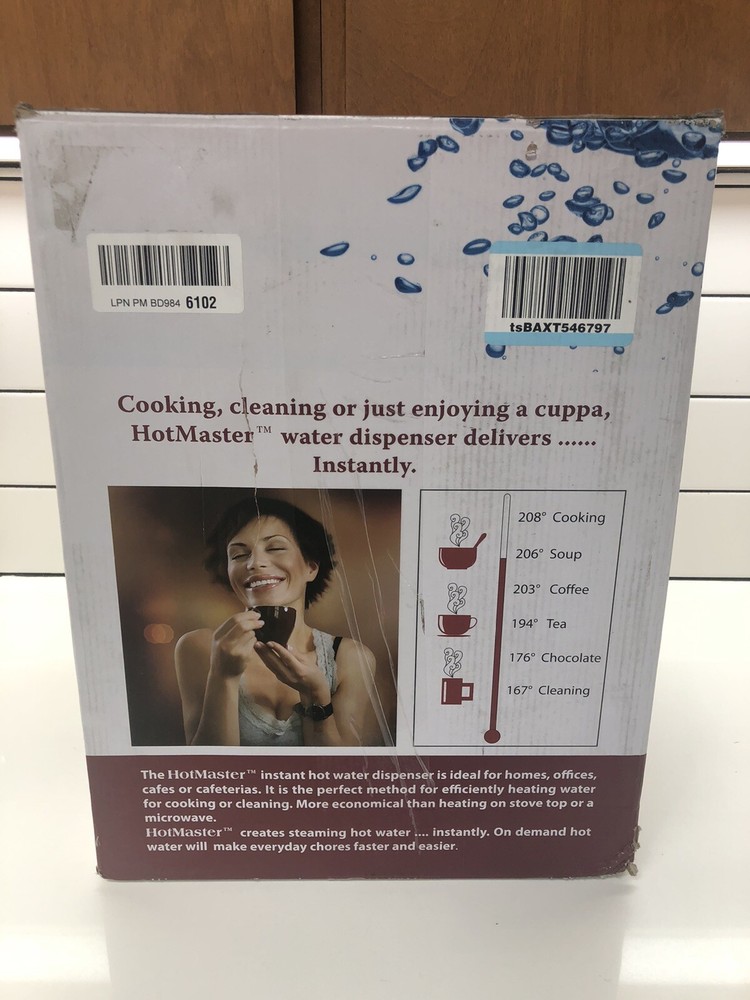 LPN PM BD984 6102
tsBAXT546797
Cooking, cleaning or just enjoying a cuppa,
HotMaster™ water dispenser delivers ......
Instantly.
208° Cooking
206° Soup
203° Coffee
194° Tea
176° Chocolate
167° Cleaning
The HotMaster™ instant hot water dispenser is ideal for homes, offices,
cafes or cafeterias. It is the perfect method for efficiently heating water
for cooking or cleaning. More economical than heating on stove top or a
microwave.
HotMaster™ creates steaming hot water .... instantly. On demand hot
water will make everyday chores faster and easier.